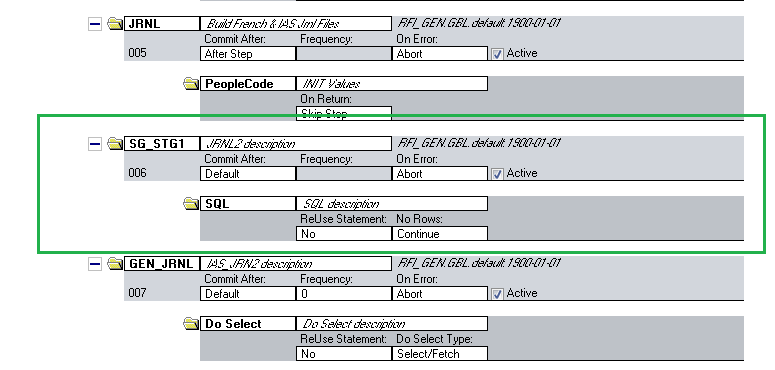 JRNL Build French & IAS Jrnl Files RFI_GEN.GBL.default.1900-01-01
Commit After: Frequency: On Error:
005 After Step Abort Active
PeopleCode INIT Values
On Return:
Skip Step
SG_STG1 JRNL2 description RFI_GEN.GBL.default.1900-01-01
Commit After: Frequency: On Error:
006 Default Abort Active
SQL SQL description
ReUse Statement: No Rows:
No Continue
GEN_JRNL IAS_JRN2 description RFI_GEN.GBL.default.1900-01-01
Commit After: Frequency: On Error:
007 Default 0 Abort Active
Do Select Do Select description
ReUse Statement: Do Select Type:
No Select/Fetch